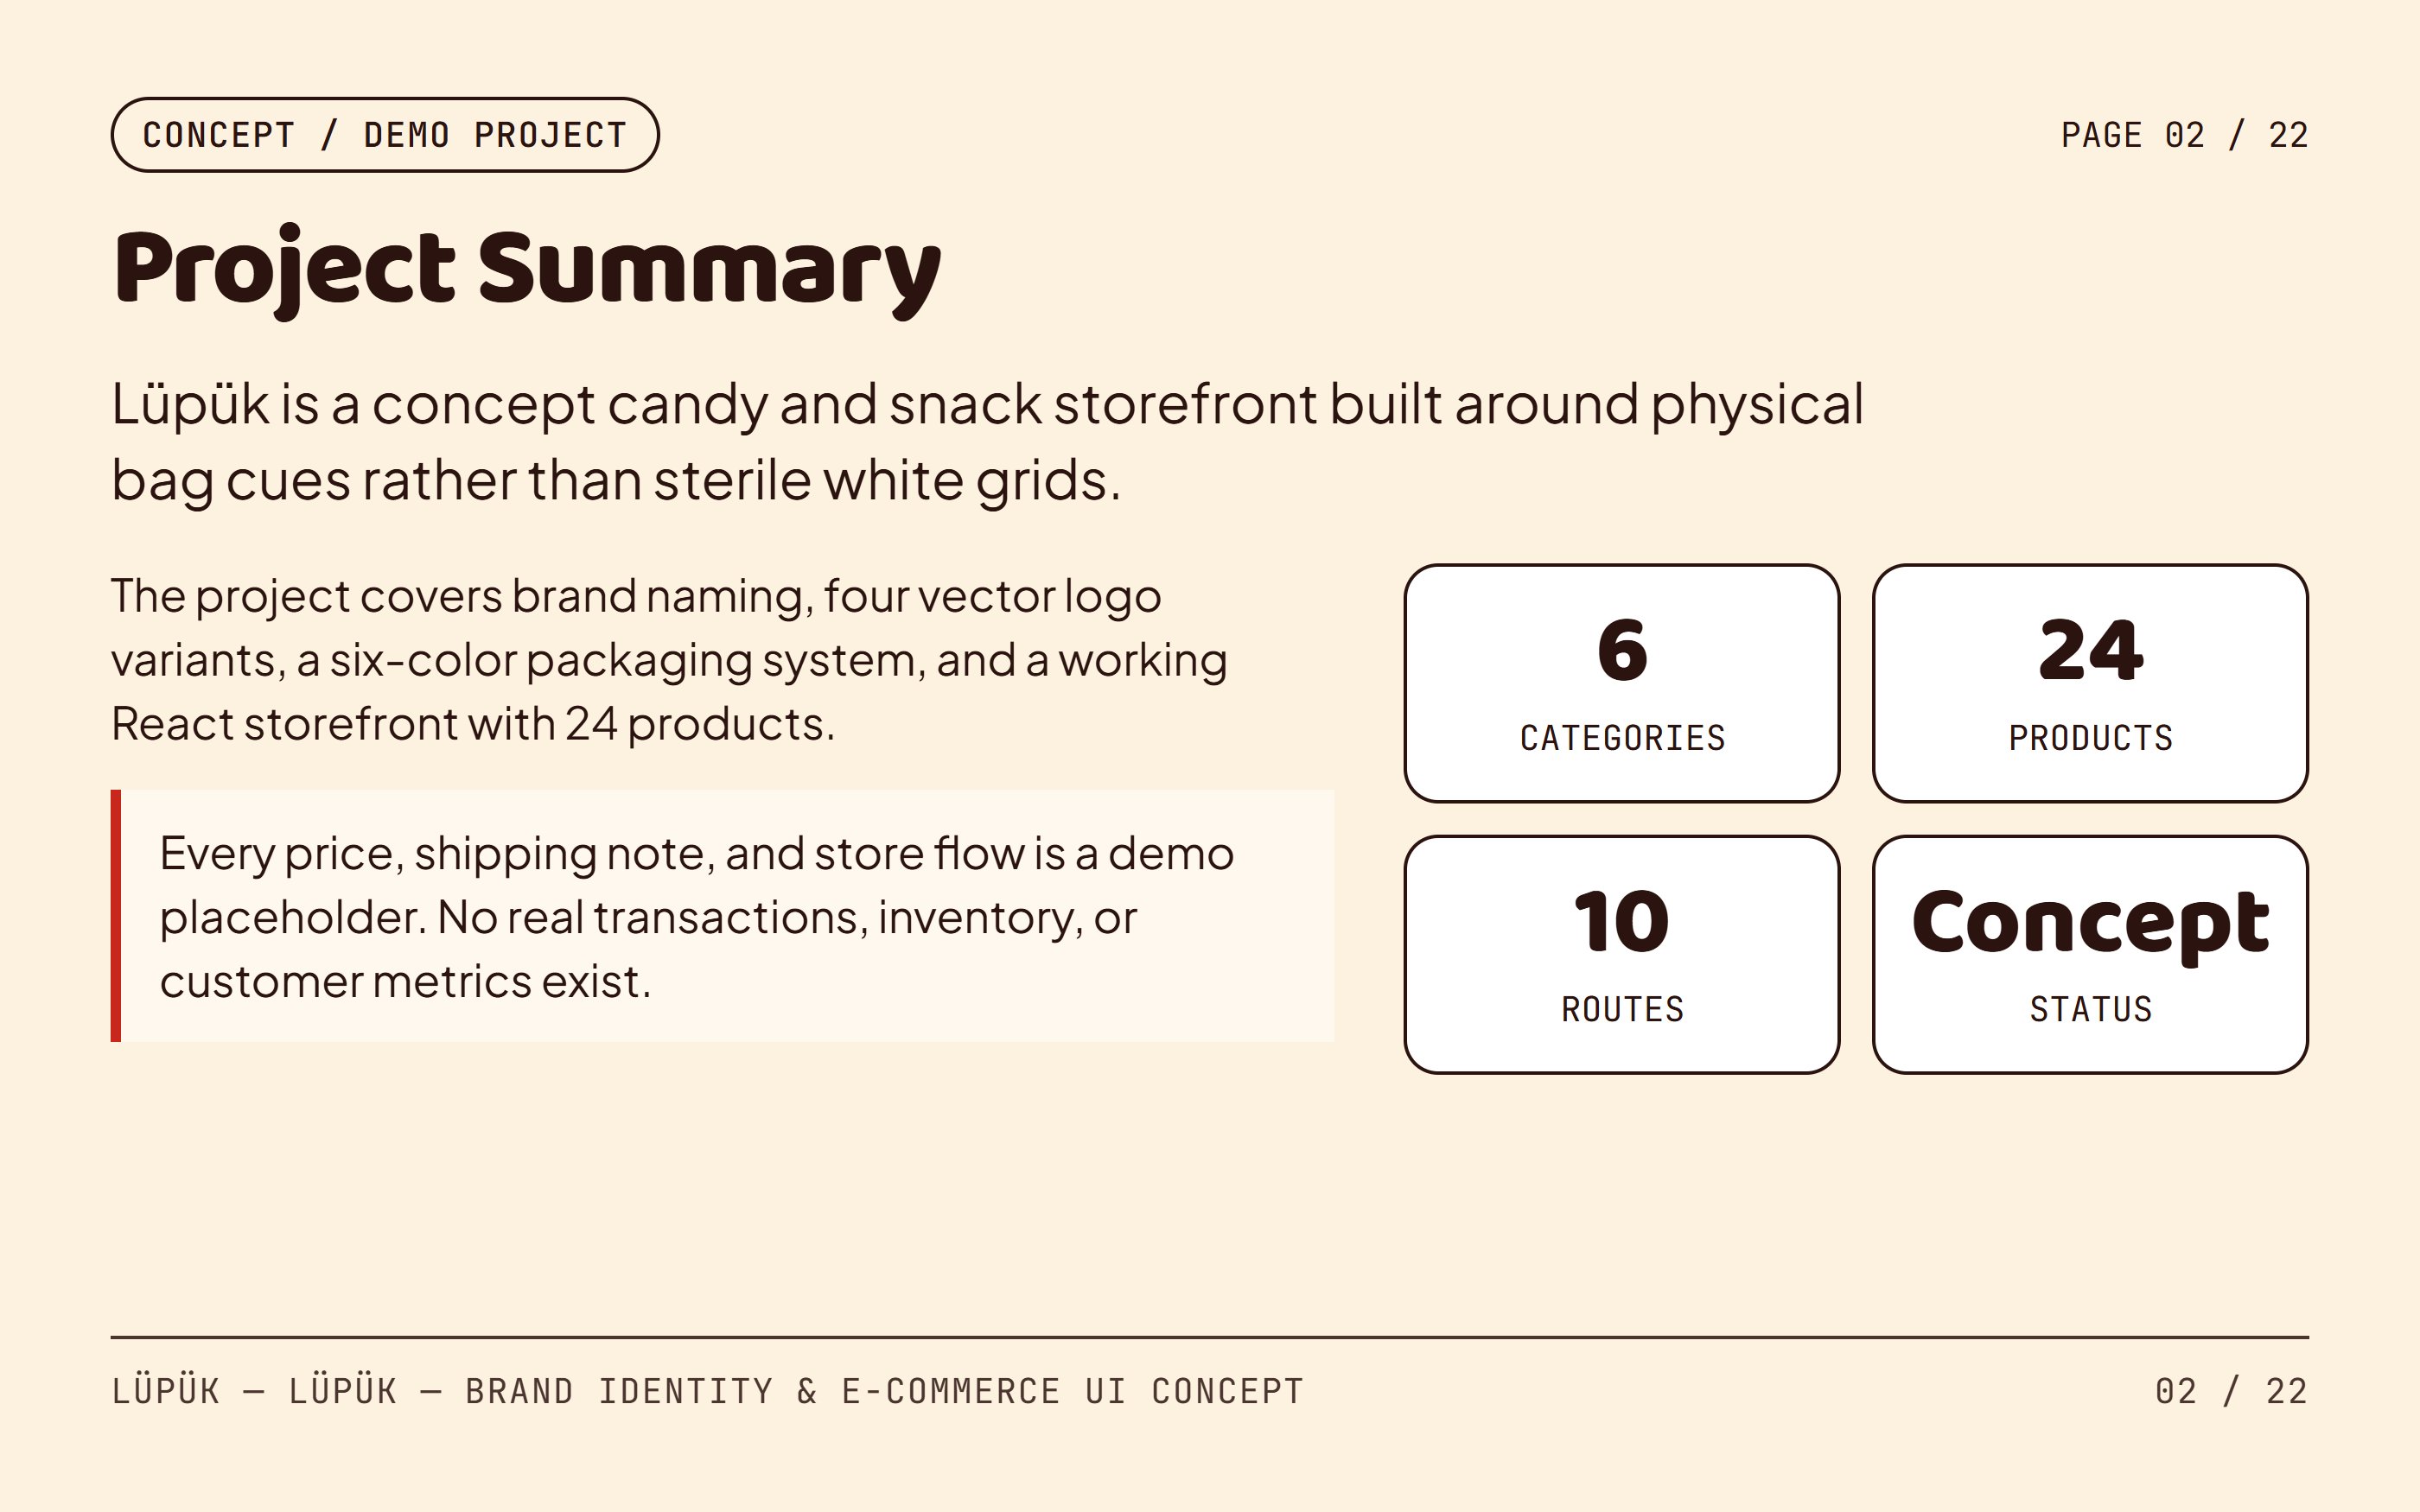 CONCEPT / DEMO PROJECT
PAGE 02 / 22
Project Summary
Lüpük is a concept candy and snack storefront built around physical
bag cues rather than sterile white grids.
The project covers brand naming, four vector logo
variants, a six-color packaging system, and a working
React storefront with 24 products.
Every price, shipping note, and store flow is a demo
placeholder. No real transactions, inventory, or
customer metrics exist.
6
CATEGORIES
24
PRODUCTS
10
ROUTES
Concept
STATUS
LÜPÜK — LÜPÜK — BRAND IDENTITY & E-COMMERCE UI CONCEPT
02 / 22